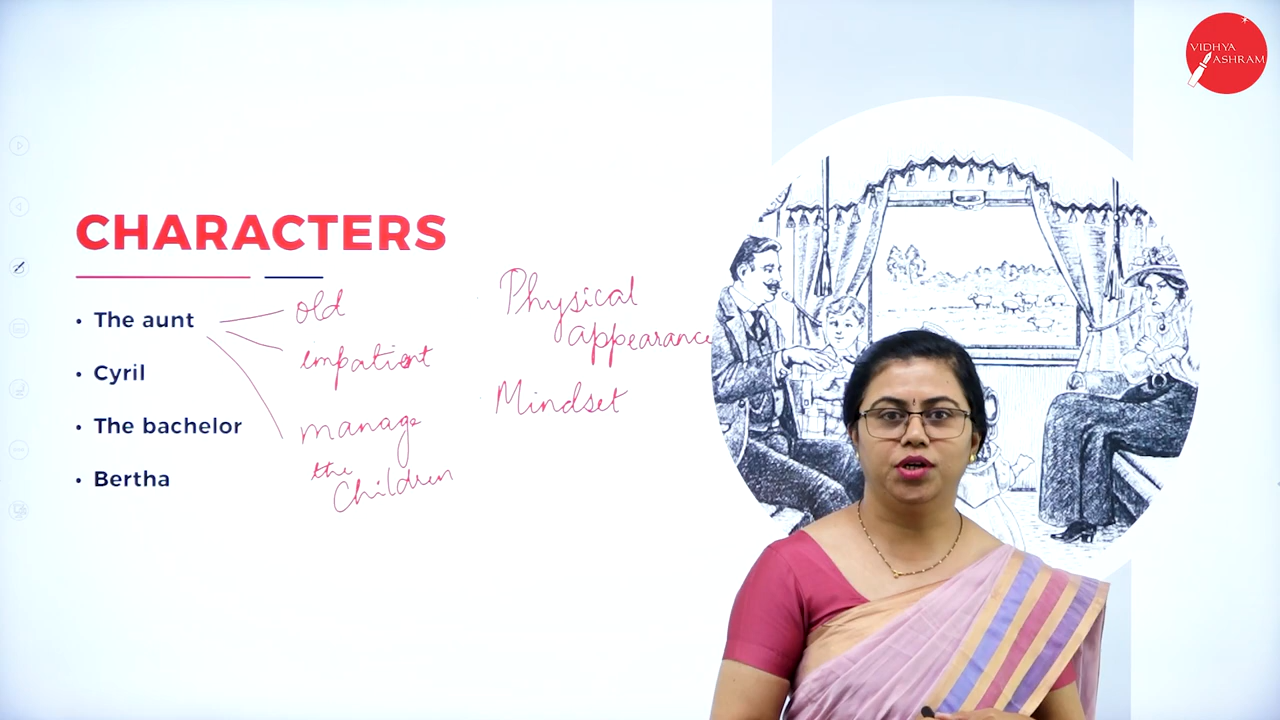 VIDHYA
ASHRAM
CHARACTERS
• The aunt
old
impatient
manage
the
Children
• Cyril
• The bachelor
• Bertha
Physical
appearance
Mindset